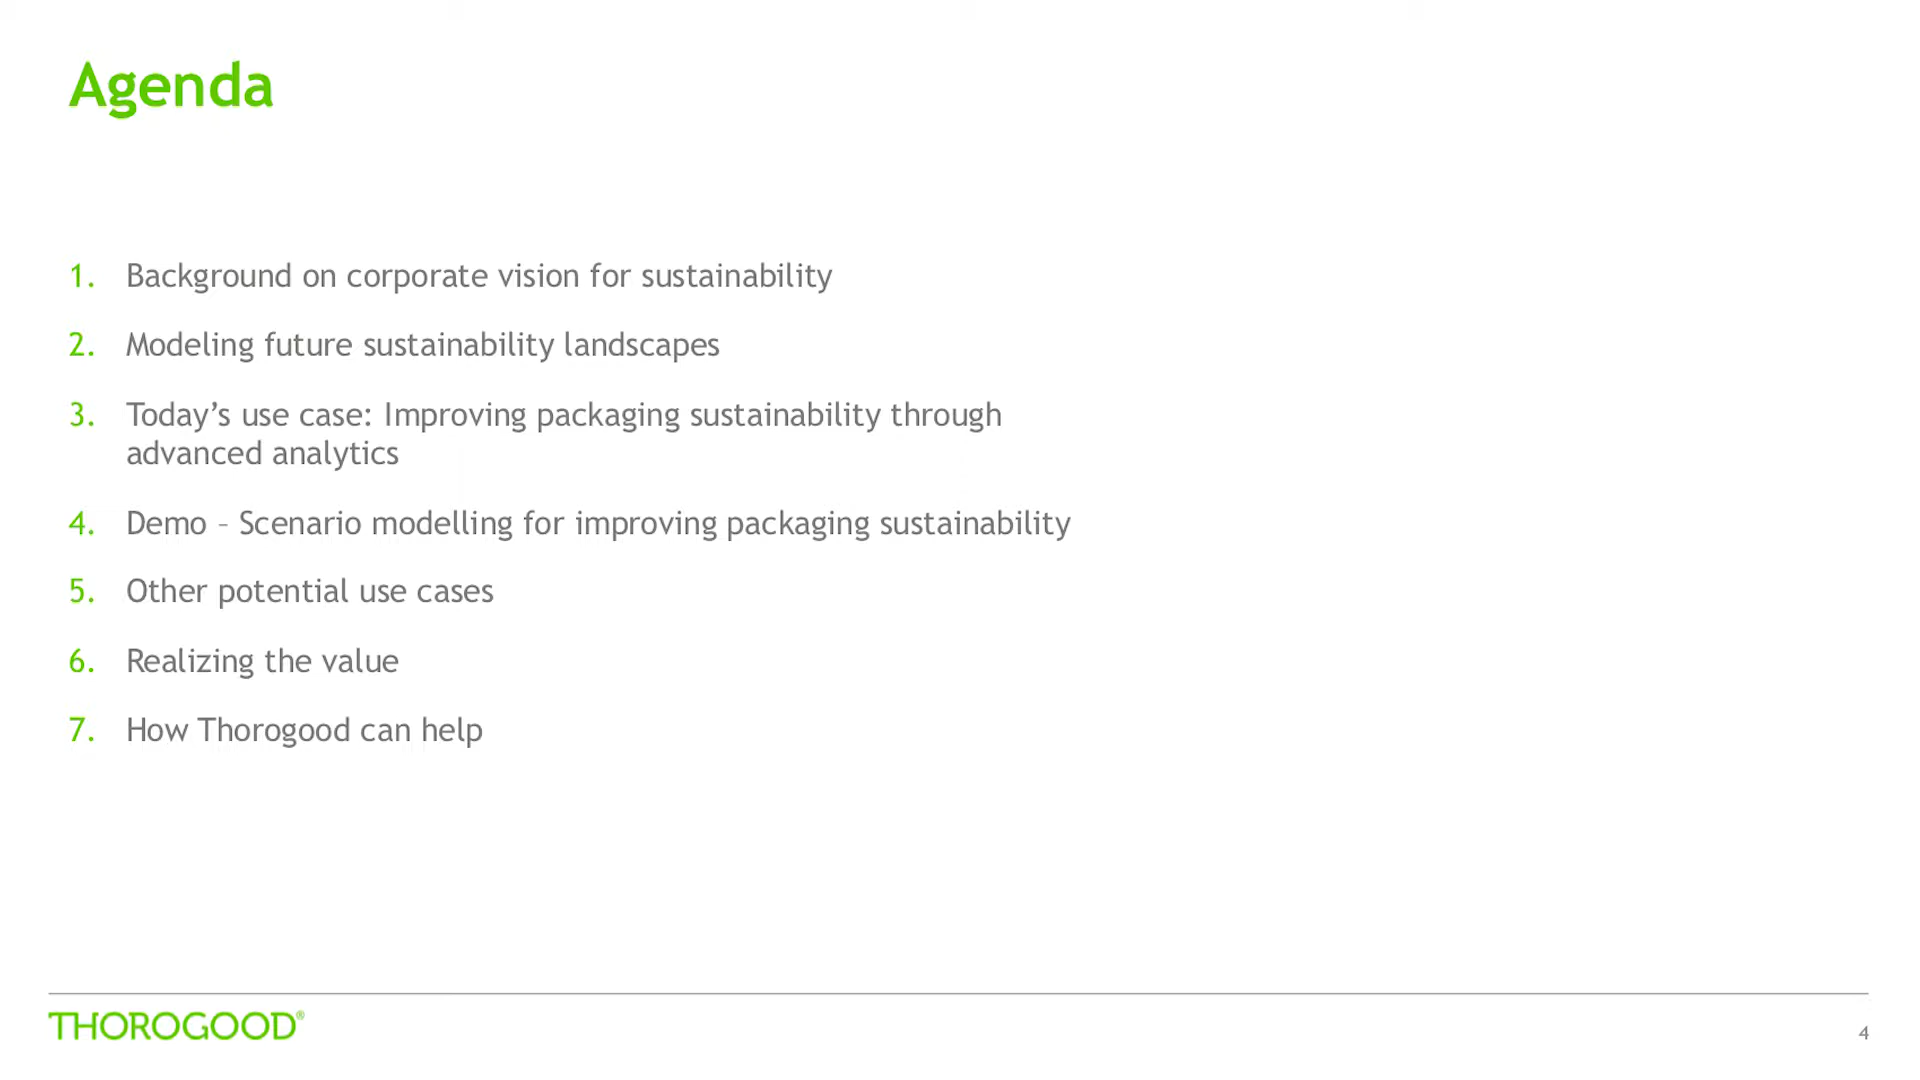 Agenda
1. Background on corporate vision for sustainability
2. Modeling future sustainability landscapes
3. Today’s use case: Improving packaging sustainability through
advanced analytics
4. Demo – Scenario modelling for improving packaging sustainability
5. Other potential use cases
6. Realizing the value
7. How Thorogood can help
THOROGOOD®
4